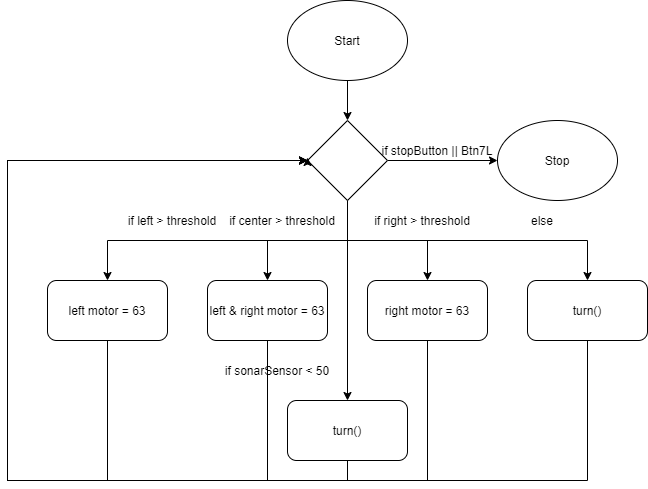 Start
if stopButton || Btn7L
Stop
if left > threshold
if center > threshold
if right > threshold
else
left motor = 63
left & right motor = 63
right motor = 63
turn()
if sonarSensor < 50
turn()